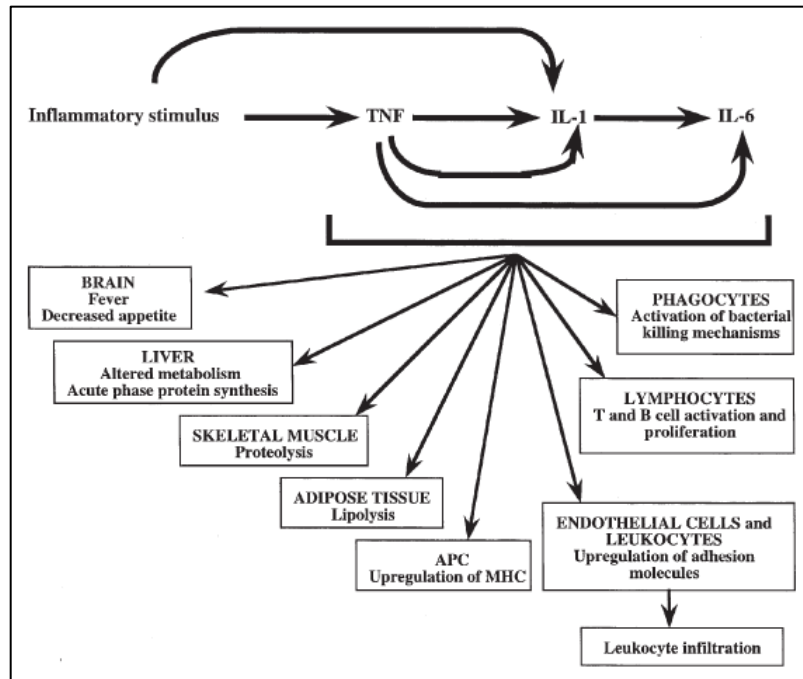 Inflammatory stimulus TNF IL-1 IL-6
BRAIN
Fever
Decreased appetite
PHAGOCYTES
Activation of bacterial
killing mechanisms
LIVER
Altered metabolism
Acute phase protein synthesis
LYMPHOCYTES
T and B cell activation and
proliferation
SKELETAL MUSCLE
Proteolysis
ADIPOSE TISSUE
Lipolysis
ENDOTHELIAL CELLS and
LEUKOCYTES
Upregulation of adhesion
molecules
APC
Upregulation of MHC
Leukocyte infiltration